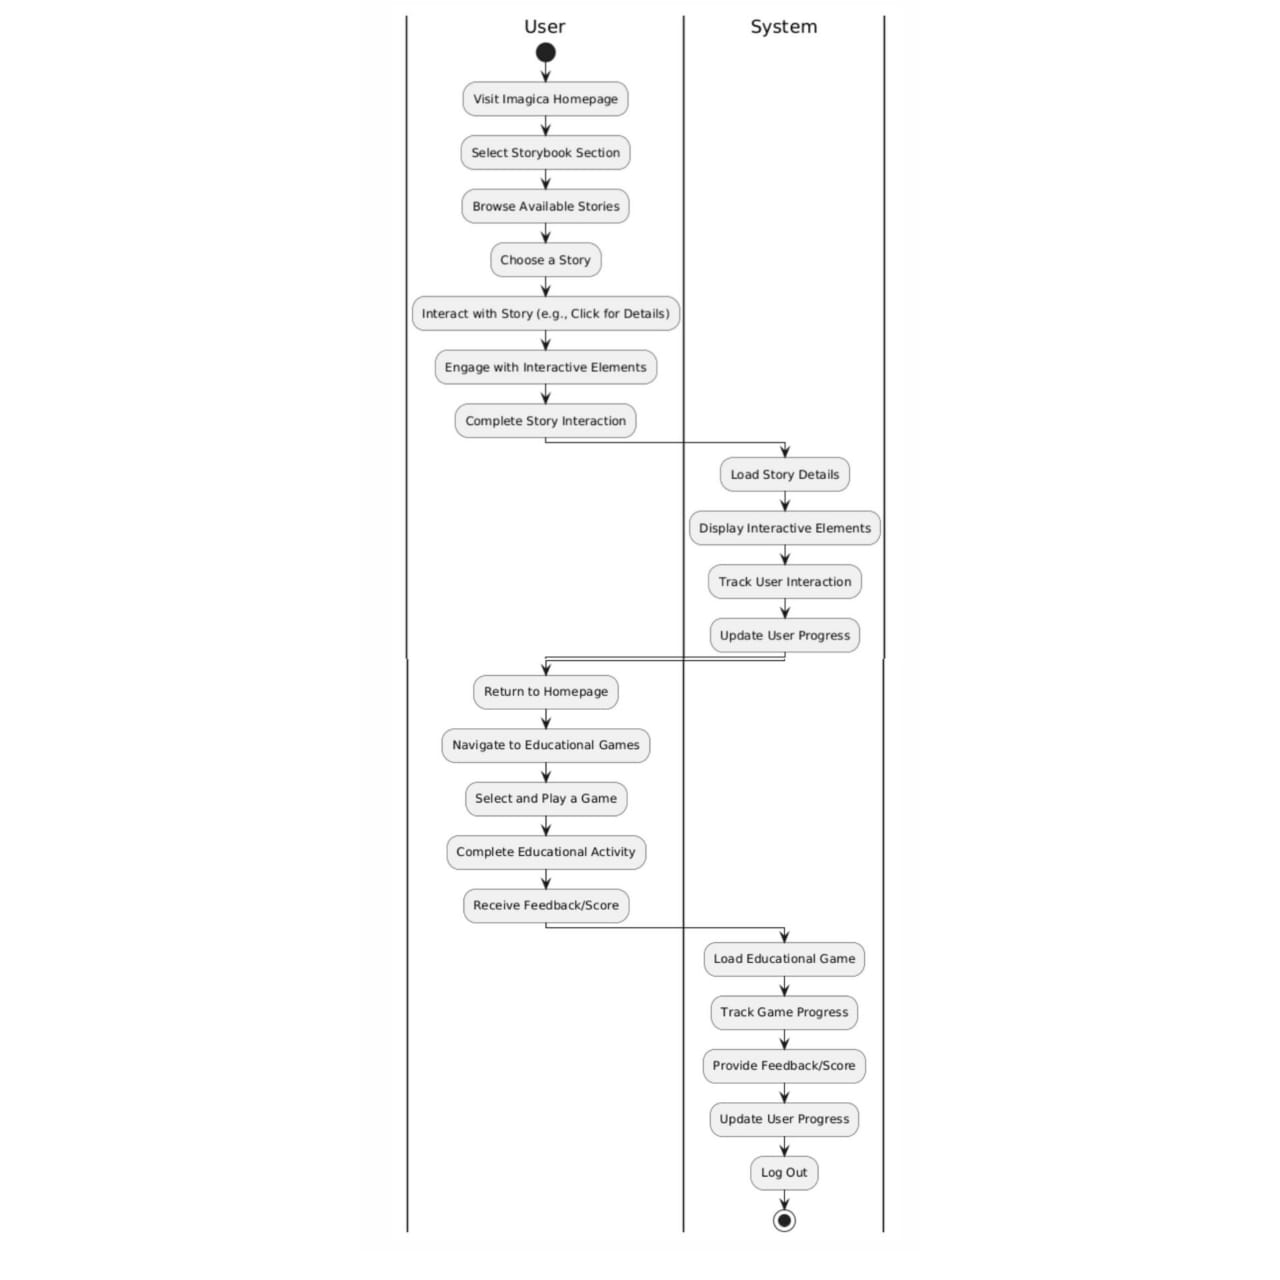 User
System
Visit Imagica Homepage
Select Storybook Section
Browse Available Stories
Choose a Story
Interact with Story (e.g., Click for Details)
Engage with Interactive Elements
Complete Story Interaction
Load Story Details
Display Interactive Elements
Track User Interaction
Update User Progress
Return to Homepage
Navigate to Educational Games
Select and Play a Game
Complete Educational Activity
Receive Feedback/Score
Load Educational Game
Track Game Progress
Provide Feedback/Score
Update User Progress
Log Out